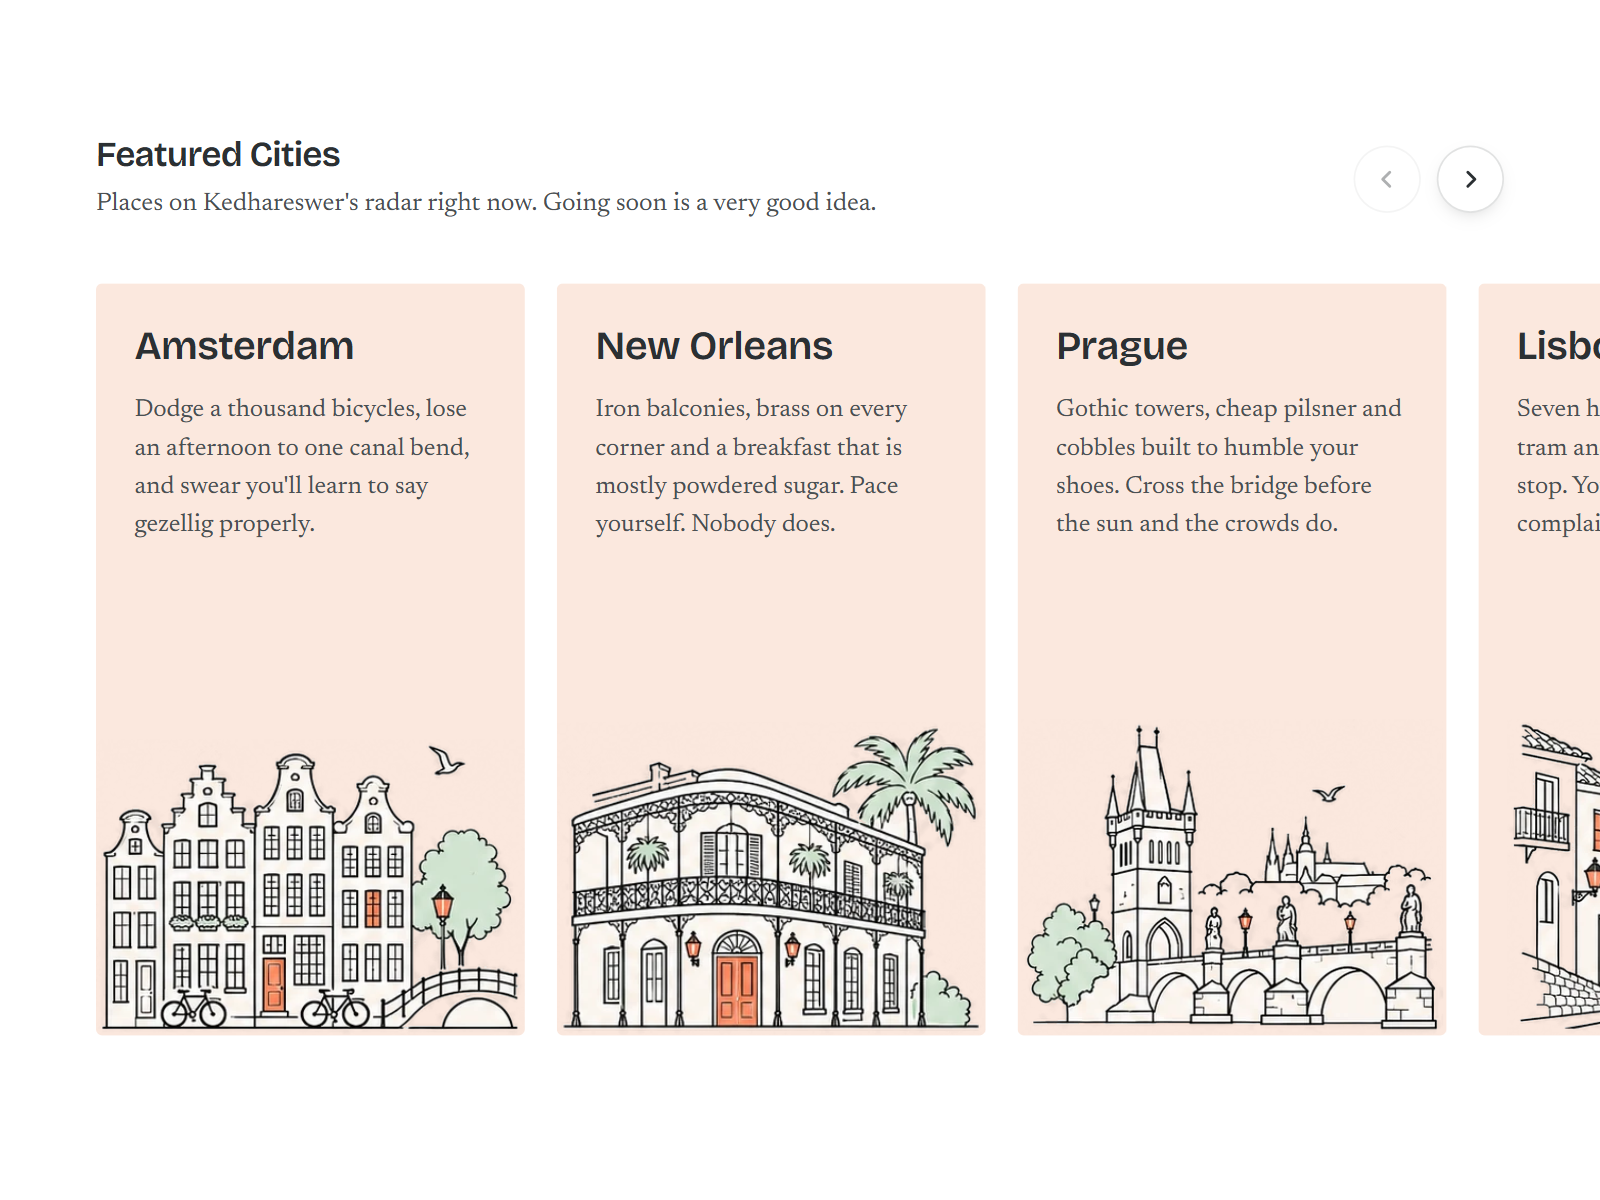 Featured Cities
Places on Kedhareswer's radar right now. Going soon is a very good idea.
Amsterdam
Dodge a thousand bicycles, lose
an afternoon to one canal bend,
and swear you'll learn to say
gezellig properly.
New Orleans
Iron balconies, brass on every
corner and a breakfast that is
mostly powdered sugar. Pace
yourself. Nobody does.
Prague
Gothic towers, cheap pilsner and
cobbles built to humble your
shoes. Cross the bridge before
the sun and the crowds do.
Seven
tram
stop.